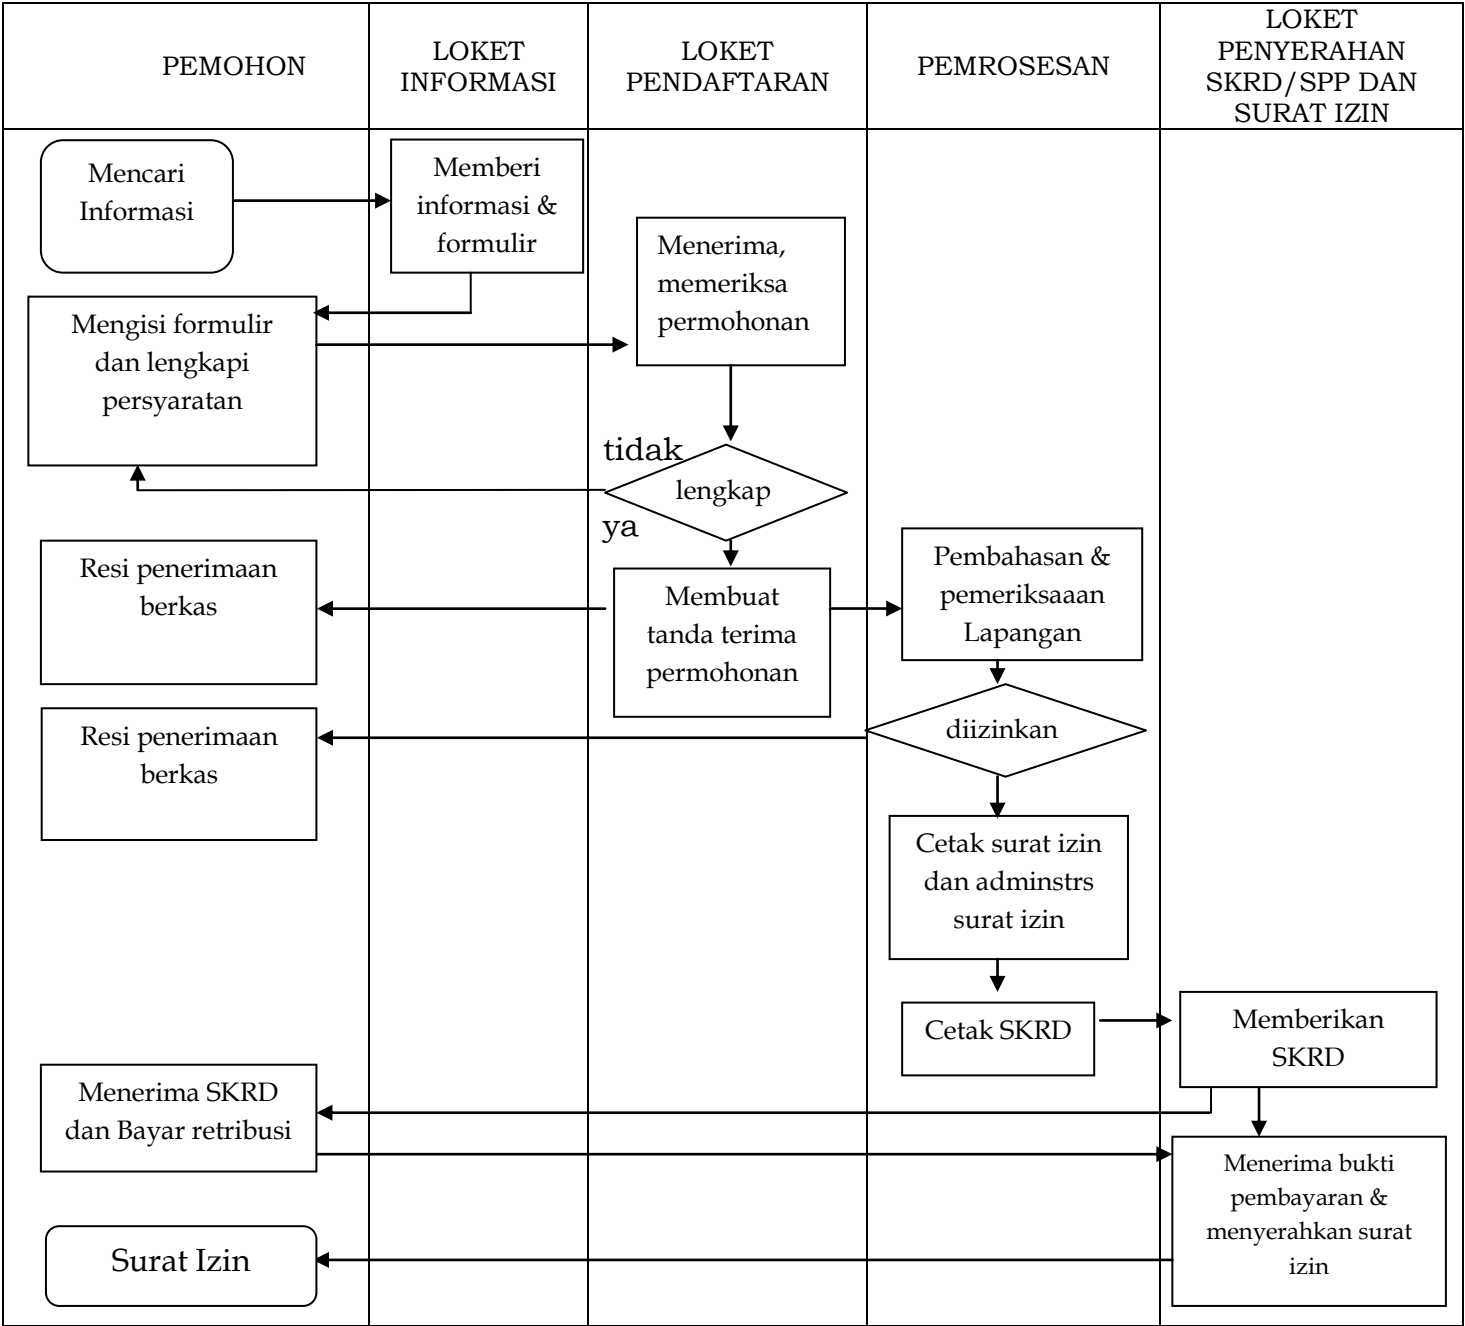 PEMOHON
LOKET
INFORMASI
LOKET
PENDAFTARAN
PEMROSESAN
LOKET
PENYERAHAN
SKRD/SPP DAN
SURAT IZIN
Mencari
Informasi
Memberi
informasi &
formulir
Menerima,
memeriksa
permohonan
Mengisi formulir
dan lengkapi
persyaratan
tidak
lengkap
ya
Resi penerimaan
berkas
Membuat
tanda terima
permohonan
Pembahasan &
pemeriksaaan
Lapangan
Resi penerimaan
berkas
diizinkan
Cetak surat izin
dan adminstrs
surat izin
Cetak SKRD
Memberikan
SKRD
Menerima SKRD
dan Bayar retribusi
Menerima bukti
pembayaran &
menyerahkan surat
izin
Surat Izin